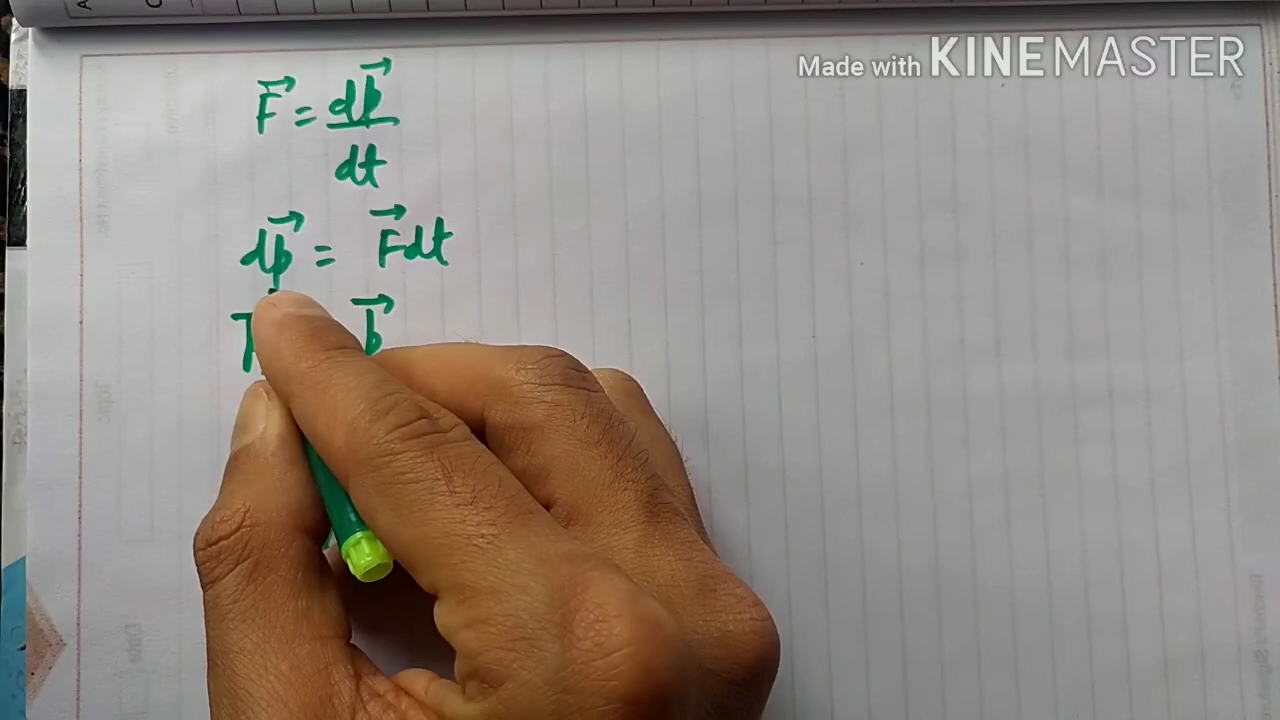 Made with KINEMASTER
F⃗ = dp⃗
dt
dp⃗ = F⃗dt